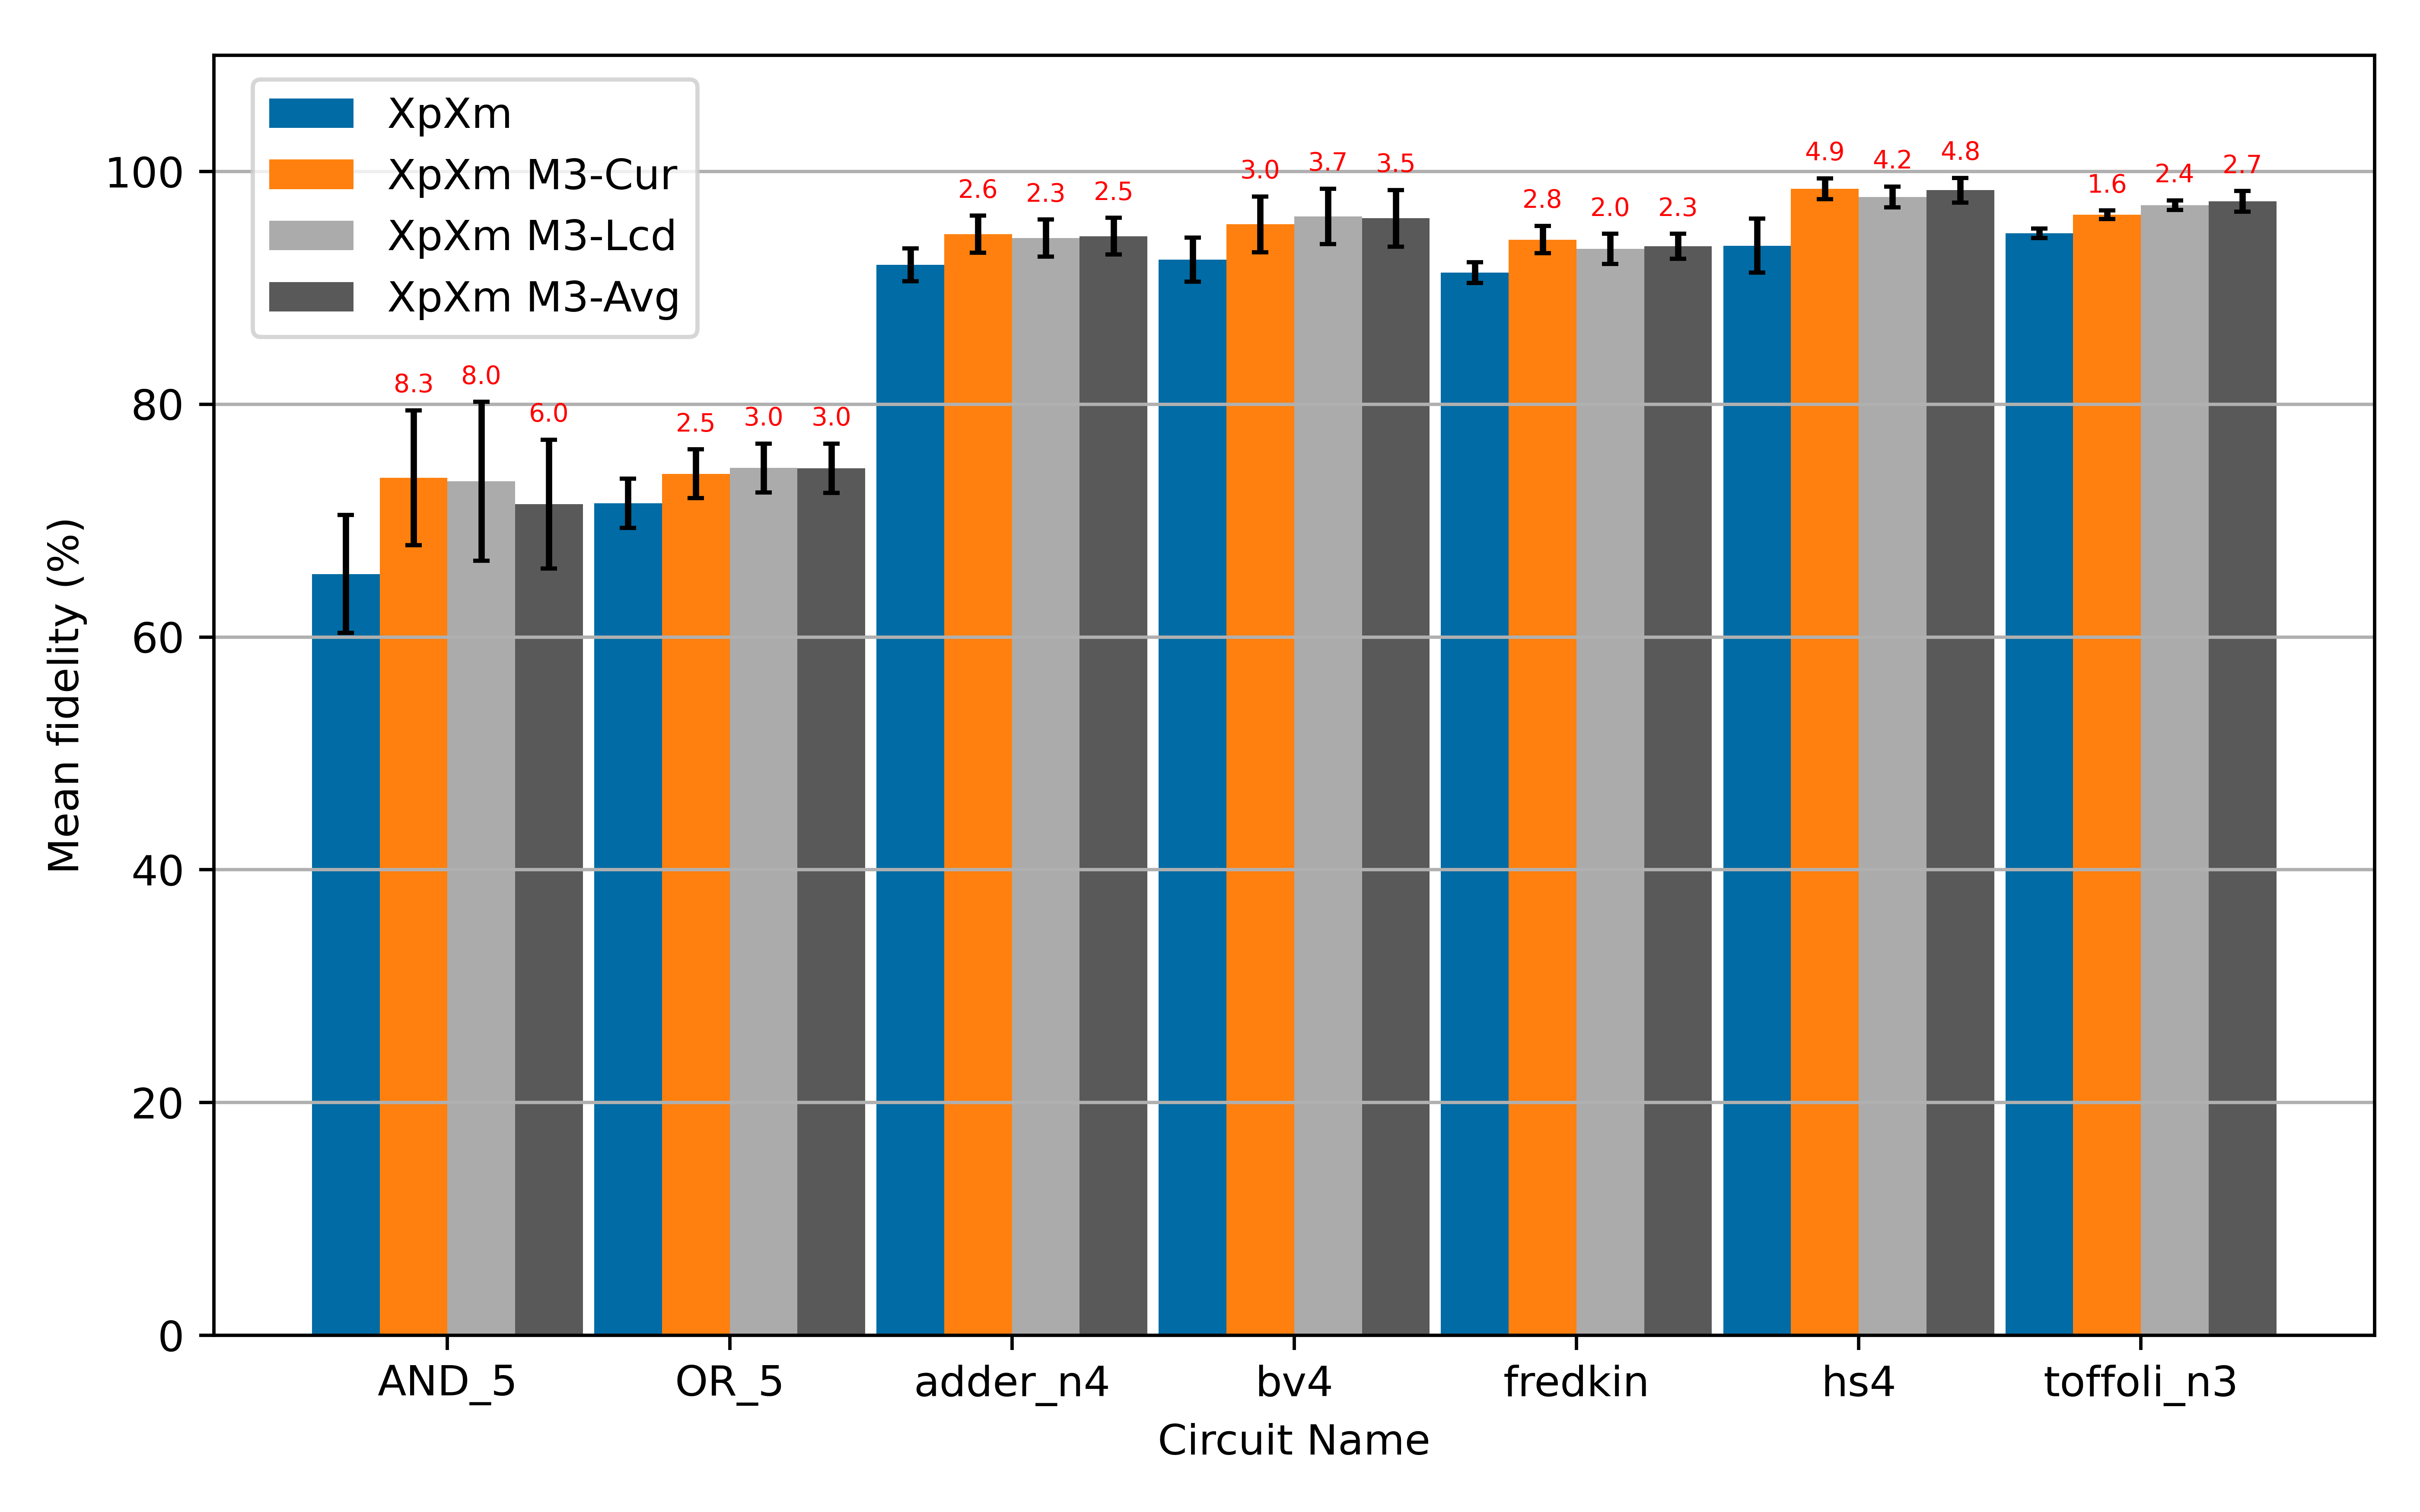 XpXm
XpXm M3-Cur
XpXm M3-Lcd
XpXm M3-Avg
Mean fidelity (%)
100
80
60
40
20
0
8.3 8.0 6.0
2.5 3.0 3.0
2.6 2.3 2.5
3.0 3.7 3.5
2.8 2.0 2.3
4.9 4.2 4.8
1.6 2.4 2.7
AND_5 OR_5 adder_n4 bv4 fredkin hs4 toffoli_n3
Circuit Name